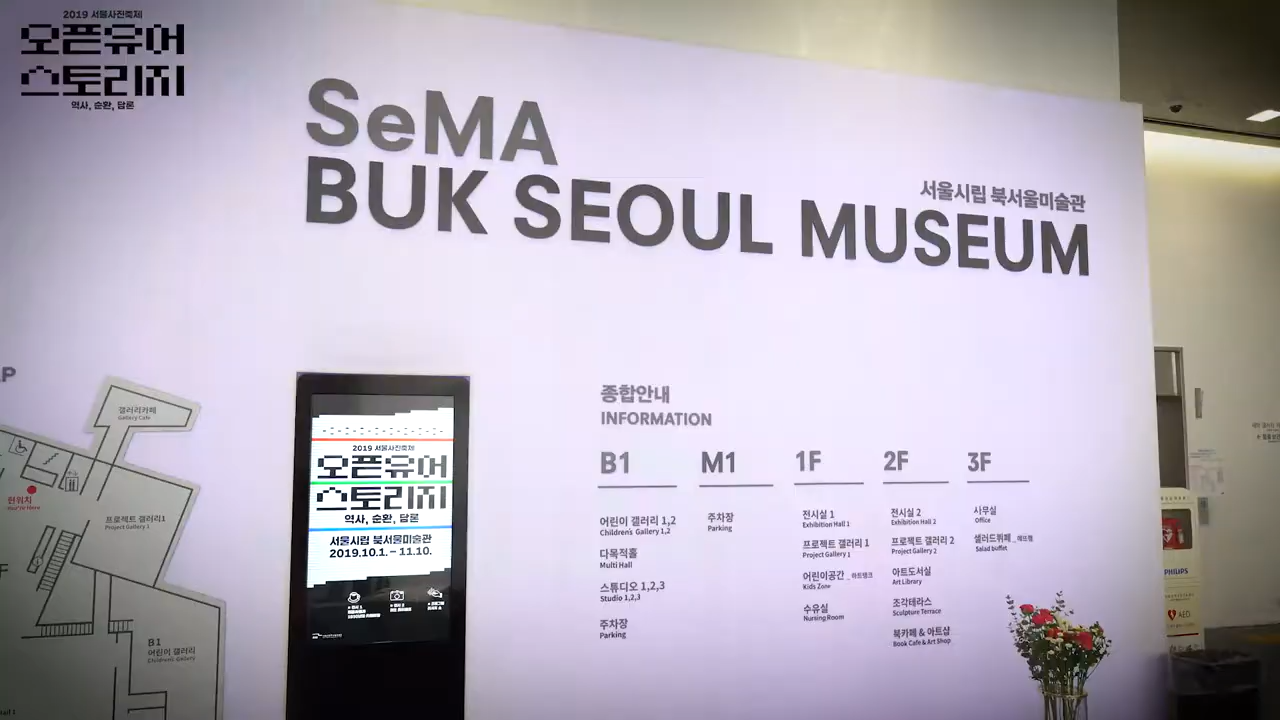 2019 서울사진축제
오픈유어
스토리지
역사, 순환, 담론
SeMA
BUK SEOUL MUSEUM
서울시립 북서울미술관
갤러리카페
Gallery Cafe
현위치
You're Here
프로젝트 갤러리1
Project Gallery 1
B1
어린이 갤러리
Children's Gallery
2019 서울사진축제
오픈유어
스토리지
역사, 순환, 담론
서울시립 북서울미술관
2019.10.1. – 11.10.
종합안내
INFORMATION
B1
어린이 갤러리 1,2
Children's Gallery 1,2
다목적홀
Multi Hall
스튜디오 1,2,3
Studio 1,2,3
주차장
Parking
M1
주차장
Parking
1F
전시실 1
Exhibition Hall 1
프로젝트 갤러리 1
Project Gallery 1
어린이공간 _ 아트탱크
Kids Zone
수유실
Nursing Room
2F
전시실 2
Exhibition Hall 2
프로젝트 갤러리 2
Project Gallery 2
아트도서실
Art Library
조각테라스
Sculpture Terrace
북카페 & 아트샵
Book Cafe & Art Shop
3F
사무실
Office
샐러드뷔페
Salad buffet
PHILIPS
AED